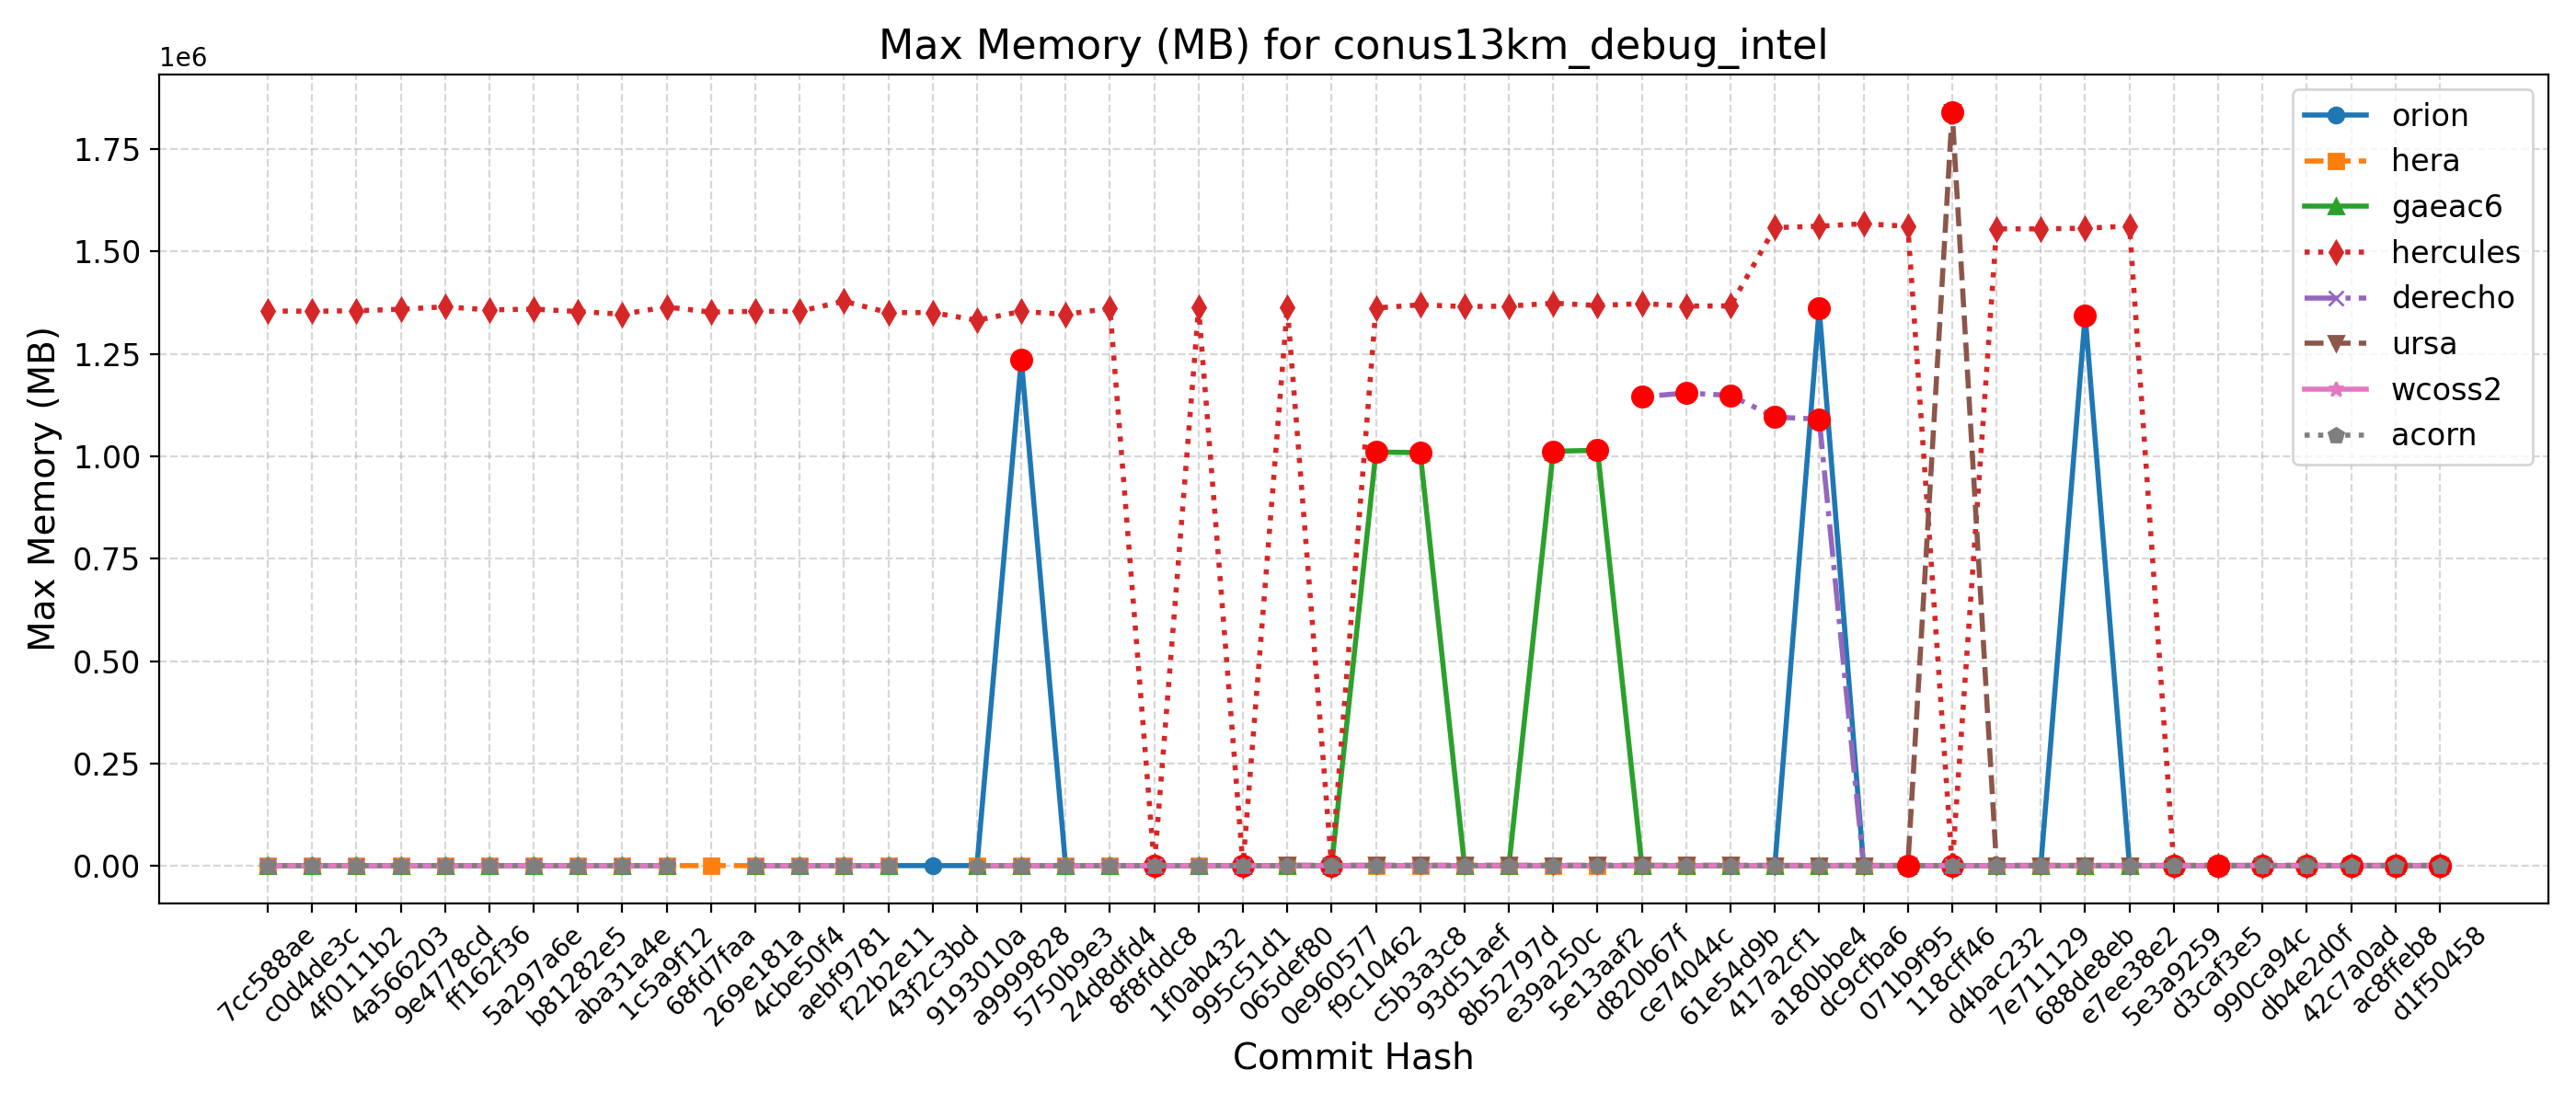 Max Memory (MB) for conus13km_debug_intel
1e6
1.75
1.50
1.25
1.00
0.75
0.50
0.25
0.00
Max Memory (MB)
orion
hera
gaeac6
hercules
derecho
ursa
wcoss2
acorn
7cc588ae
c0d4de3c
4f0111b2
4a566203
9e4778cd
ff162f36
5a297a6e
b81282e5
aba31a4e
1c5a9f12
68fd7faa
269e181a
4cbe50f4
aebf9781
f22b2e11
43f2c3bd
9193010a
a9999828
5750b9e3
24d8dfd4
8f8fddc8
1f0ab432
995c51d1
065def80
0e960577
f9c10462
c5b3a3c8
93d51aef
8b52797d
e39a250c
5e13aaf2
d820b67f
ce74044c
61e54d9b
417a2cf1
a180bbe4
dc9cfba6
071b9f95
118cff46
d4bac232
7e711129
688de8eb
e7ee38e2
5e3a9259
d3caf3e5
990ca94c
db4e2d0f
42c7a0ad
ac8ffeb8
d1f50458
Commit Hash